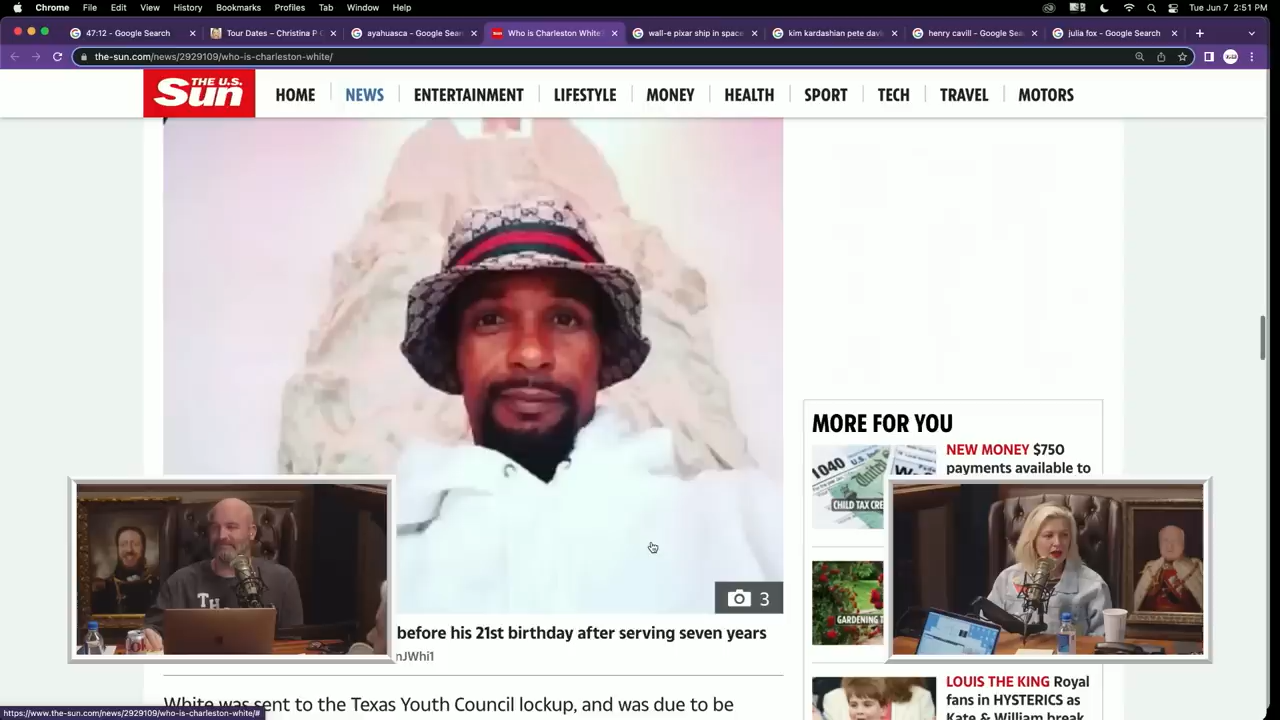 Chrome File Edit View History Bookmarks Profiles Tab Window Help
Tue Jun 7 2:51 PM
47:12 - Google Search
Tour Dates - Christina P
ayahuasca - Google Sear
Who is Charleston White
wall-e pixar ship in space
kim kardashian pete davi
henry cavill - Google Sea
julia fox - Google Search
the-sun.com/news/2929109/who-is-charleston-white/
THE U.S.
Sun
HOME NEWS ENTERTAINMENT LIFESTYLE MONEY HEALTH SPORT TECH TRAVEL MOTORS
MORE FOR YOU
1040
CHILD TAX CRE
NEW MONEY $750
payments available to
GARDENING
3
before his 21st birthday after serving seven years
nJWhi1
LOUIS THE KING Royal
fans in HYSTERICS as
Kate & William break
White was sent to the Texas Youth Council lockup, and was due to be
https://www.the-sun.com/news/2929109/who-is-charleston-white/#